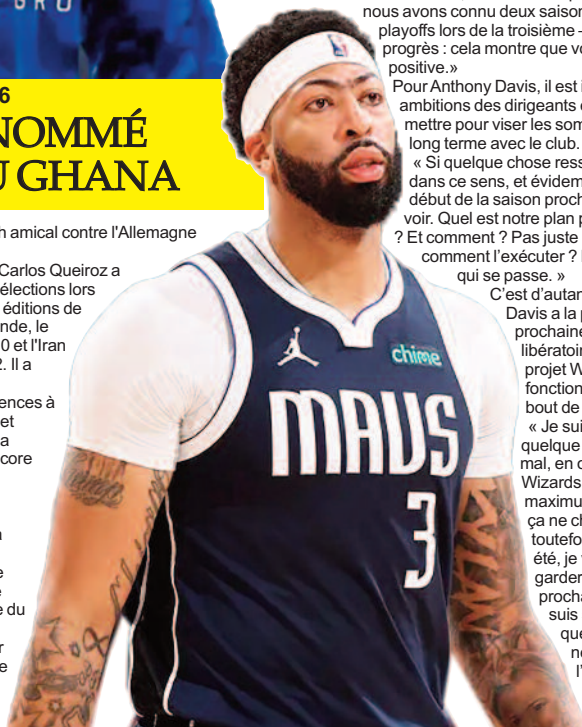 6
NOMMÉ
U GHANA
h amical contre l'Allemagne
Carlos Queiroz a
élections lors
éditions de
nde, le
0 et l'Iran
. Il a
ences à
et
a
core
e du
nous avons connu deux saison
playoffs lors de la troisième
progrès : cela montre que v
positive.»
Pour Anthony Davis, il est i
ambitions des dirigeants
mettre pour viser les som
long terme avec le club.
« Si quelque chose ress
dans ce sens, et évidem
début de la saison proch
voir. Quel est notre plan p
? Et comment ? Pas juste
comment l'exécuter ?
qui se passe. »
C'est d'autan
Davis a la p
prochaine
libératoir
projet W
fonction
bout de
« Je sui
quelque
mal, en d
Wizards
maximu
ça ne ch
toutefo
été, je
garder
procha
suis
que
l'
chime
MAVS
3